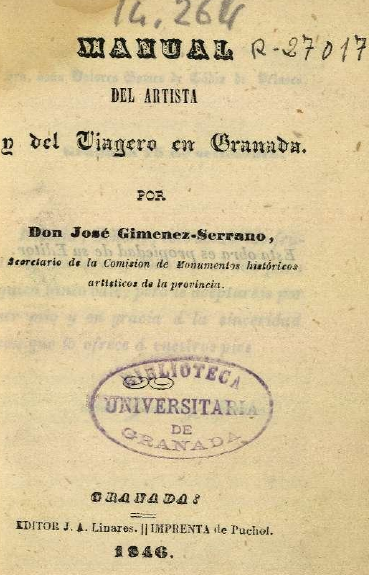 14.264
MANUAL
R-27017
DEL ARTISTA
y del Viagero en Granada.
POR
Don José Gimenez-Serrano,
Secretario de la Comision de Monumentos históricos
artisticos de la provincia.
BIBLIOTECA
UNIVERSITARIA
DE
GRANADA
GRANADA:
EDITOR J. A. Linares. || IMPRENTA de Puchol.
1846.